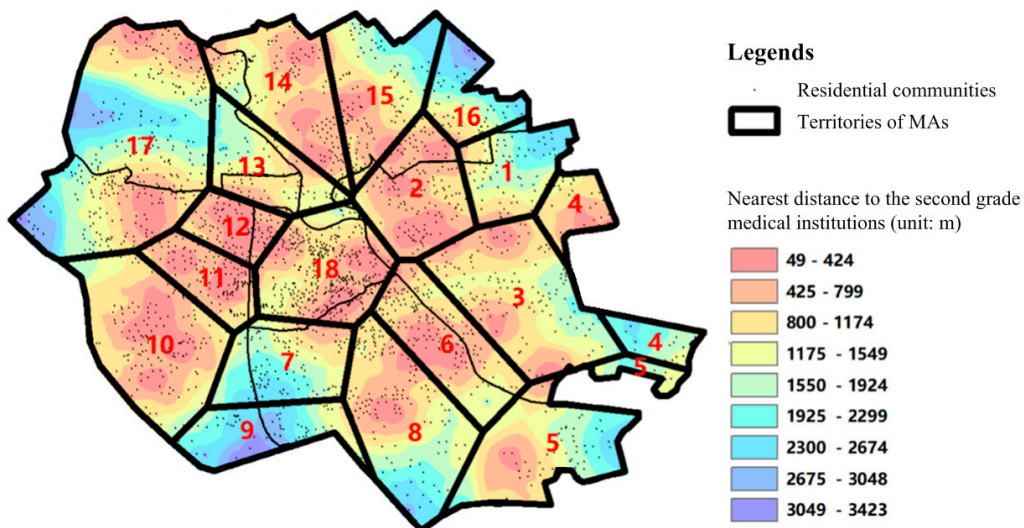 14
15
16
17
13
1
2
4
12
18
11
3
10
6
4
7
5
9
8
5
Legends
Residential communities
Territories of MAs
Nearest distance to the second grade
medical institutions (unit: m)
49 - 424
425 - 799
800 - 1174
1175 - 1549
1550 - 1924
1925 - 2299
2300 - 2674
2675 - 3048
3049 - 3423